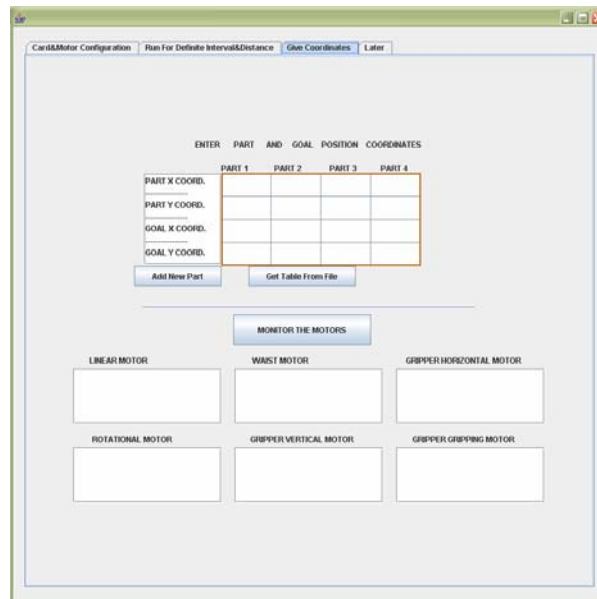 Card&Motor Configuration Run For Definite Interval&Distance Give Coordinates Later
ENTER PART AND GOAL POSITION COORDINATES
PART 1 PART 2 PART 3 PART 4
PART X COORD.
PART Y COORD.
GOAL X COORD.
GOAL Y COORD.
Add New Part Get Table From File
MONITOR THE MOTORS
LINEAR MOTOR WAIST MOTOR GRIPPER HORIZONTAL MOTOR
ROTATIONAL MOTOR GRIPPER VERTICAL MOTOR GRIPPER GRIPPING MOTOR